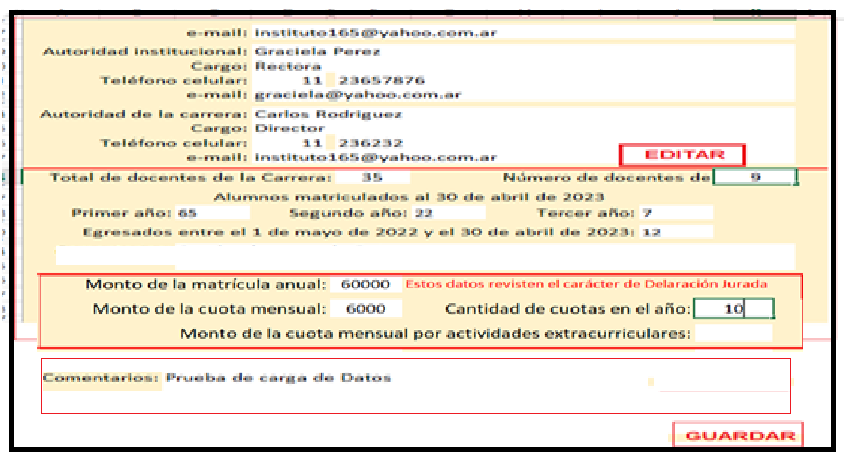 e-mail: instituto165@yahoo.com.ar
Autoridad institucional: Graciela Perez
Cargo: Rectora
Teléfono celular: 11 23657876
e-mail: graciela@yahoo.com.ar
Autoridad de la carrera: Carlos Rodriguez
Cargo: Director
Teléfono celular: 11 236232
e-mail: instituto165@yahoo.com.ar
EDITAR
Total de docentes de la Carrera: 35 Número de docentes de 9
Alumnos matriculados al 30 de abril de 2023
Primer año: 65 Segundo año: 22 Tercer año: 7
Egresados entre el 1 de mayo de 2022 y el 30 de abril de 2023: 12
Monto de la matrícula anual: 60000 Estos datos revisten el carácter de Delaración Jurada
Monto de la cuota mensual: 6000 Cantidad de cuotas en el año: 10
Monto de la cuota mensual por actividades extracurriculares:
Comentarios: Prueba de carga de Datos
GUARDAR